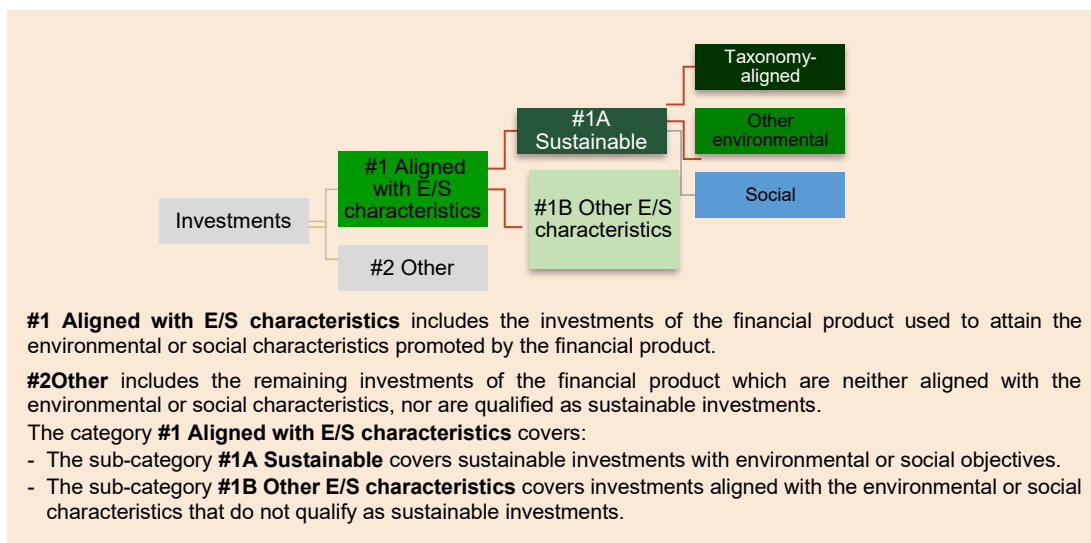 Taxonomy-
aligned
#1A
Sustainable
Other
environmental
#1 Aligned
with E/S
characteristics
Social
#1B Other E/S
characteristics
Investments
#2 Other
#1 Aligned with E/S characteristics includes the investments of the financial product used to attain the
environmental or social characteristics promoted by the financial product.
#2Other includes the remaining investments of the financial product which are neither aligned with the
environmental or social characteristics, nor are qualified as sustainable investments.
The category #1 Aligned with E/S characteristics covers:
- The sub-category #1A Sustainable covers sustainable investments with environmental or social objectives.
- The sub-category #1B Other E/S characteristics covers investments aligned with the environmental or social
characteristics that do not qualify as sustainable investments.